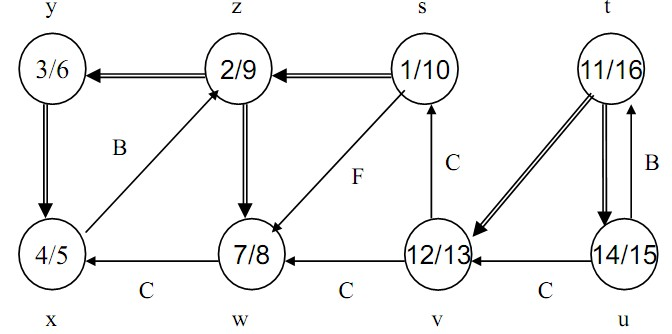 y z s t
3/6 2/9 1/10 11/16
B F C B
4/5 7/8 12/13 14/15
C C C
x w v u